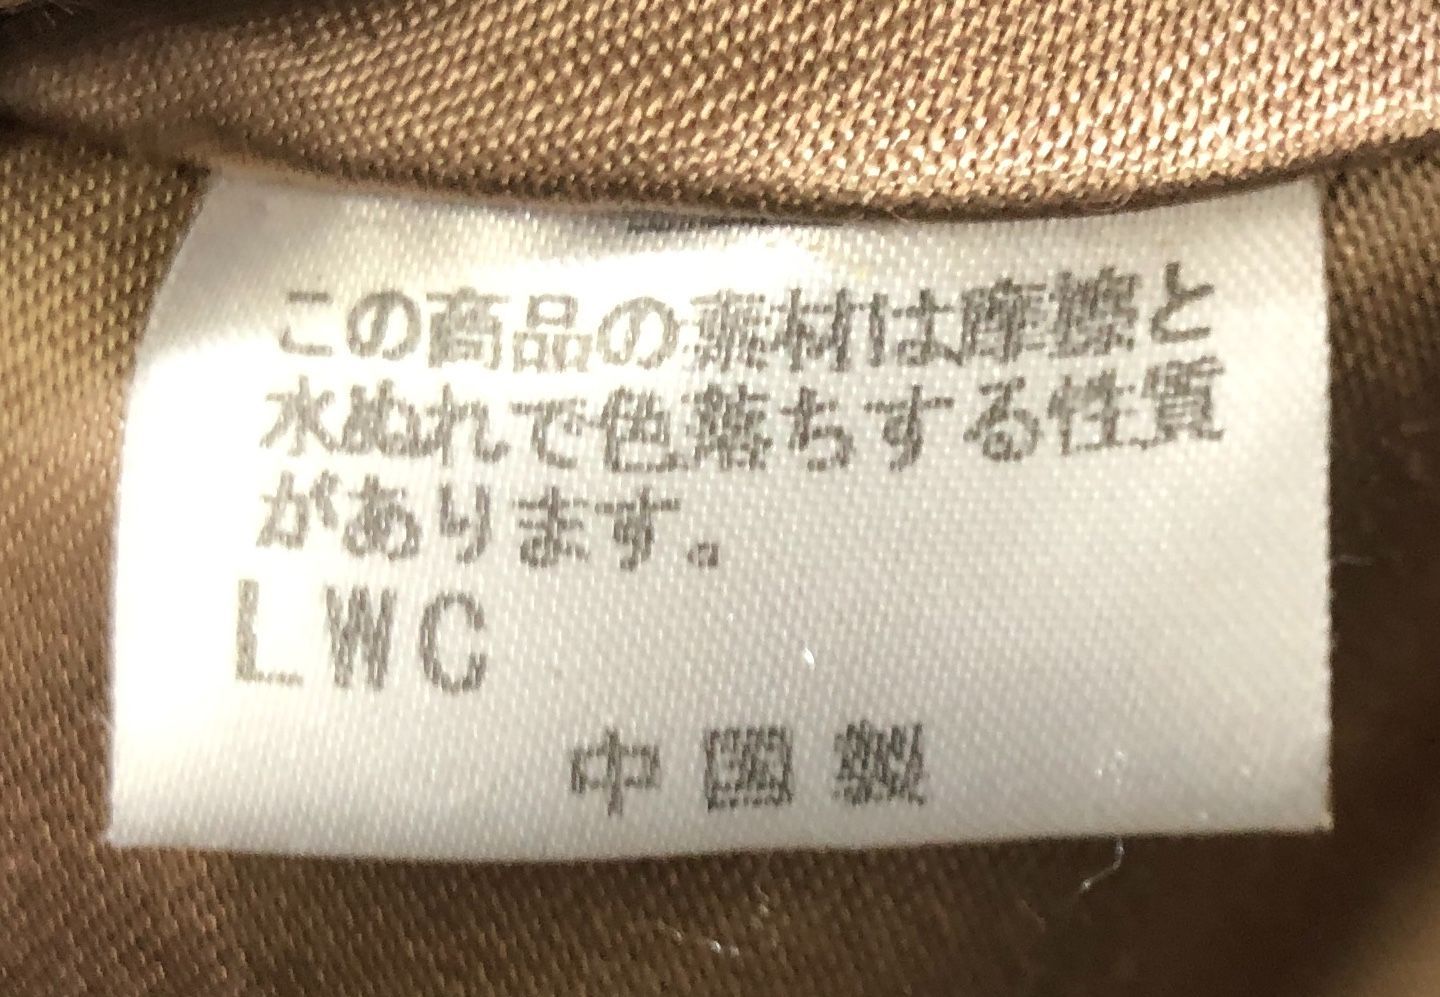 この商品の素材は摩擦と
水ぬれで色落ちする性質
があります。
LWC
中国製